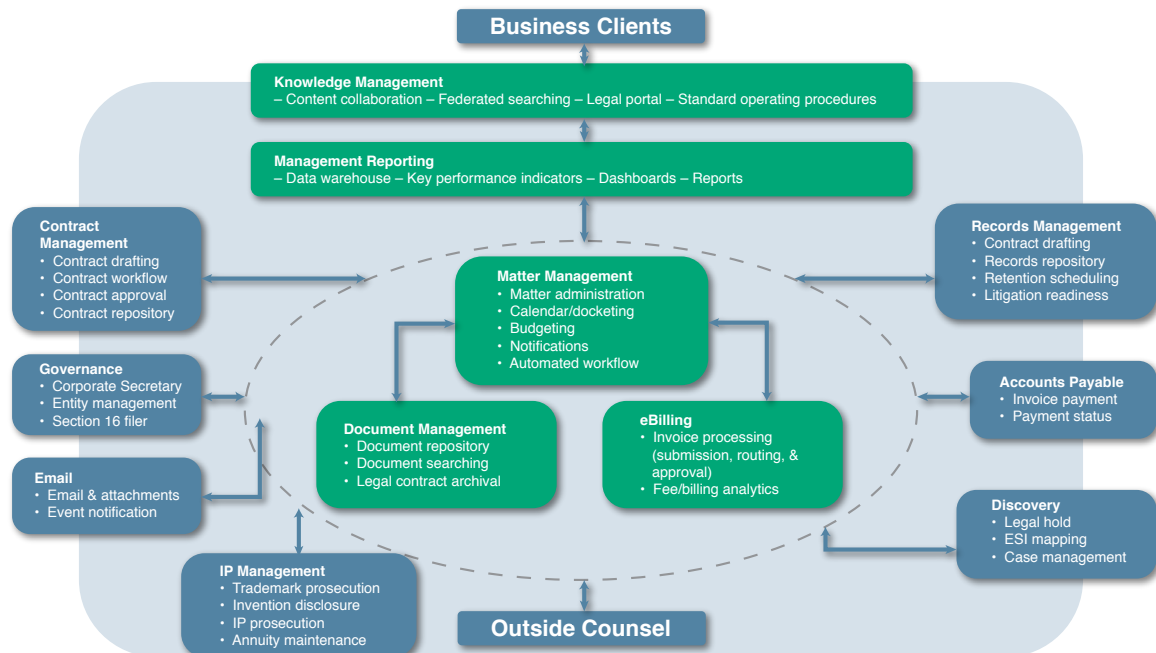 Business Clients
Knowledge Management
– Content collaboration – Federated searching – Legal portal – Standard operating procedures
Management Reporting
– Data warehouse – Key performance indicators – Dashboards – Reports
Contract
Management
• Contract drafting
• Contract workflow
• Contract approval
• Contract repository
Records Management
• Contract drafting
• Records repository
• Retention scheduling
• Litigation readiness
Matter Management
• Matter administration
• Calendar/docketing
• Budgeting
• Notifications
• Automated workflow
Governance
• Corporate Secretary
• Entity management
• Section 16 filer
Accounts Payable
• Invoice payment
• Payment status
Document Management
• Document repository
• Document searching
• Legal contract archival
eBilling
• Invoice processing
(submission, routing, &
approval)
• Fee/billing analytics
Email
• Email & attachments
• Event notification
Discovery
• Legal hold
• ESI mapping
• Case management
IP Management
• Trademark prosecution
• Invention disclosure
• IP prosecution
• Annuity maintenance
Outside Counsel